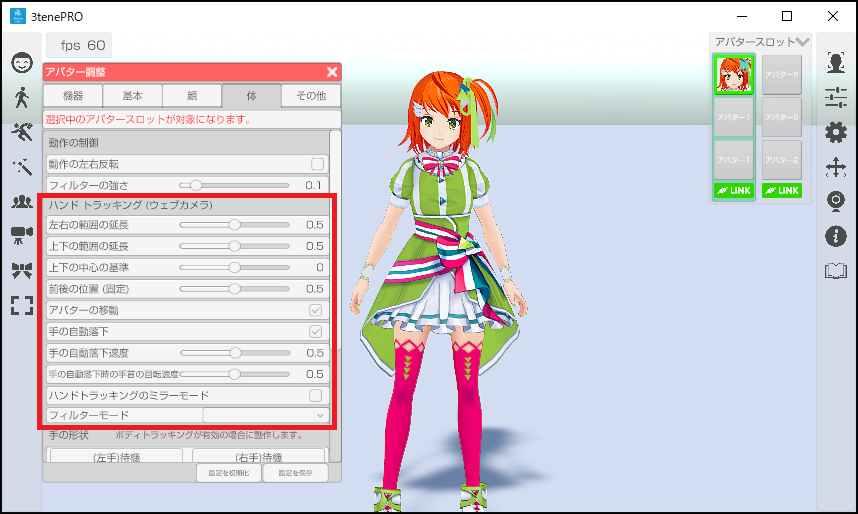 3tenePRO
fps 60
アバタースロット
アバター調整
機器 基本 顔 体 その他
選択中のアバタースロットが対象になります。
動作の制御
動作の左右反転
フィルターの強さ 0.1
ハンド トラッキング (ウェブカメラ)
左右の範囲の延長 0.5
上下の範囲の延長 0.5
上下の中心の基準 0
前後の位置 (固定) 0.5
アバターの移動
手の自動落下
手の自動落下速度 0.5
手の自動落下時の手首の回転速度 0.5
ハンドトラッキングのミラーモード
フィルターモード
手の形状 ボディトラッキングが有効の場合に動作します。
(左手)待機 (右手)待機
設定を初期化 設定を保存
アバター2
アバター1 アバター2
アバター1 アバター2
LINK LINK